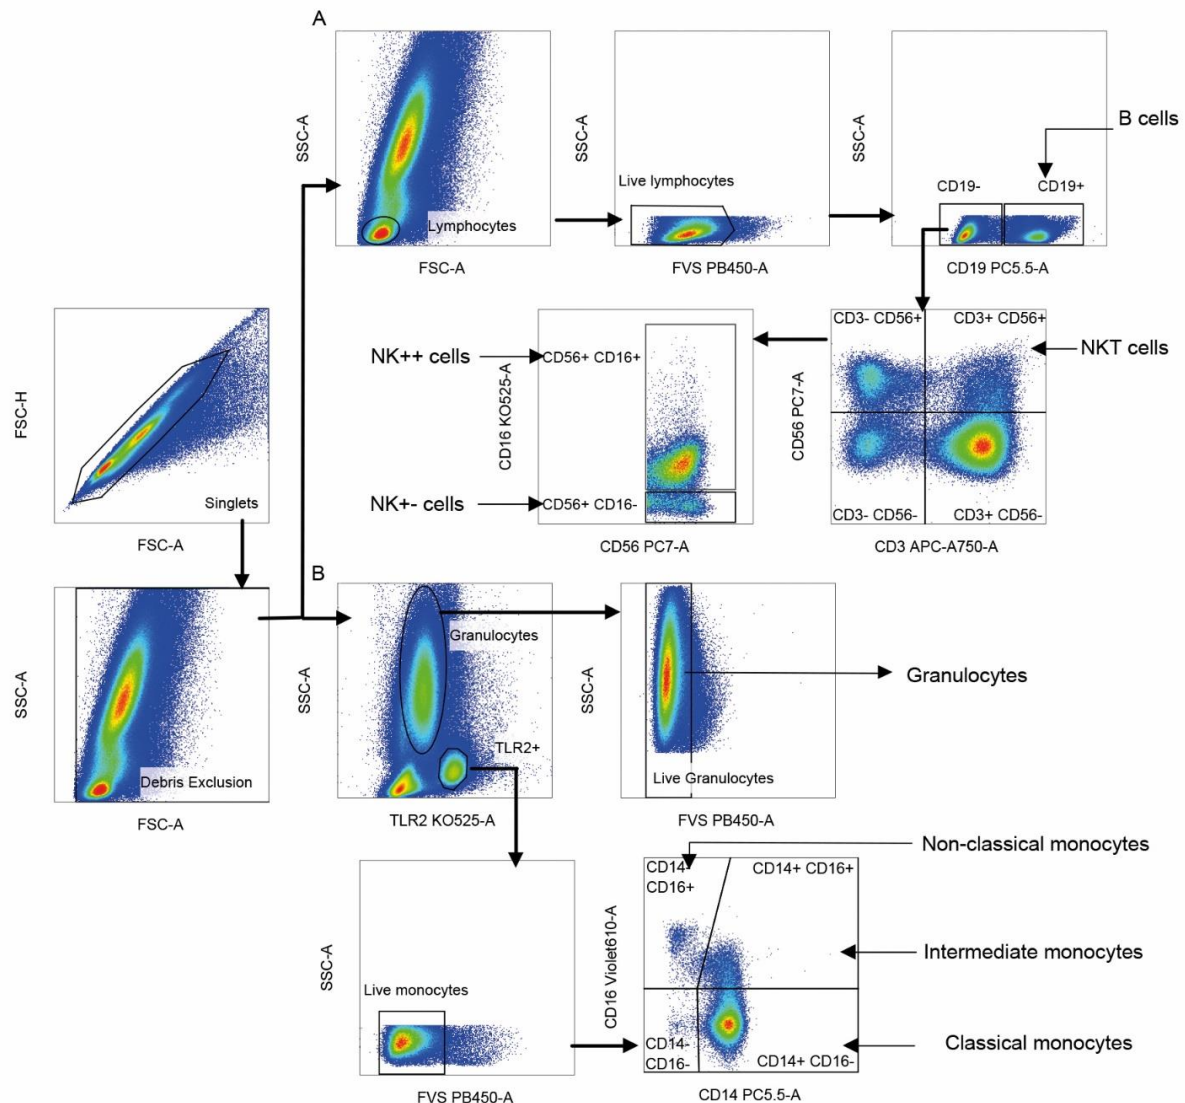 A
SSC-A
Lymphocytes
FSC-A
SSC-A
Live lymphocytes
FVS PB450-A
SSC-A
CD19-
CD19+
CD19 PC5.5-A
B cells
FSC-H
Singlets
FSC-A
NK++ cells
NK+- cells
CD16 KO525-A
CD56+ CD16+
CD56+ CD16-
CD56 PC7-A
CD56 PC7-A
CD3- CD56+
CD3+ CD56+
CD3- CD56-
CD3+ CD56-
CD3 APC-A750-A
NKT cells
SSC-A
Debris Exclusion
FSC-A
B
SSC-A
Granulocytes
TLR2+
TLR2 KO525-A
SSC-A
Live Granulocytes
FVS PB450-A
Granulocytes
SSC-A
Live monocytes
FVS PB450-A
CD16 Violet610-A
CD14-
CD16+
CD14+ CD16+
CD14-
CD16-
CD14+ CD16-
CD14 PC5.5-A
Non-classical monocytes
Intermediate monocytes
Classical monocytes